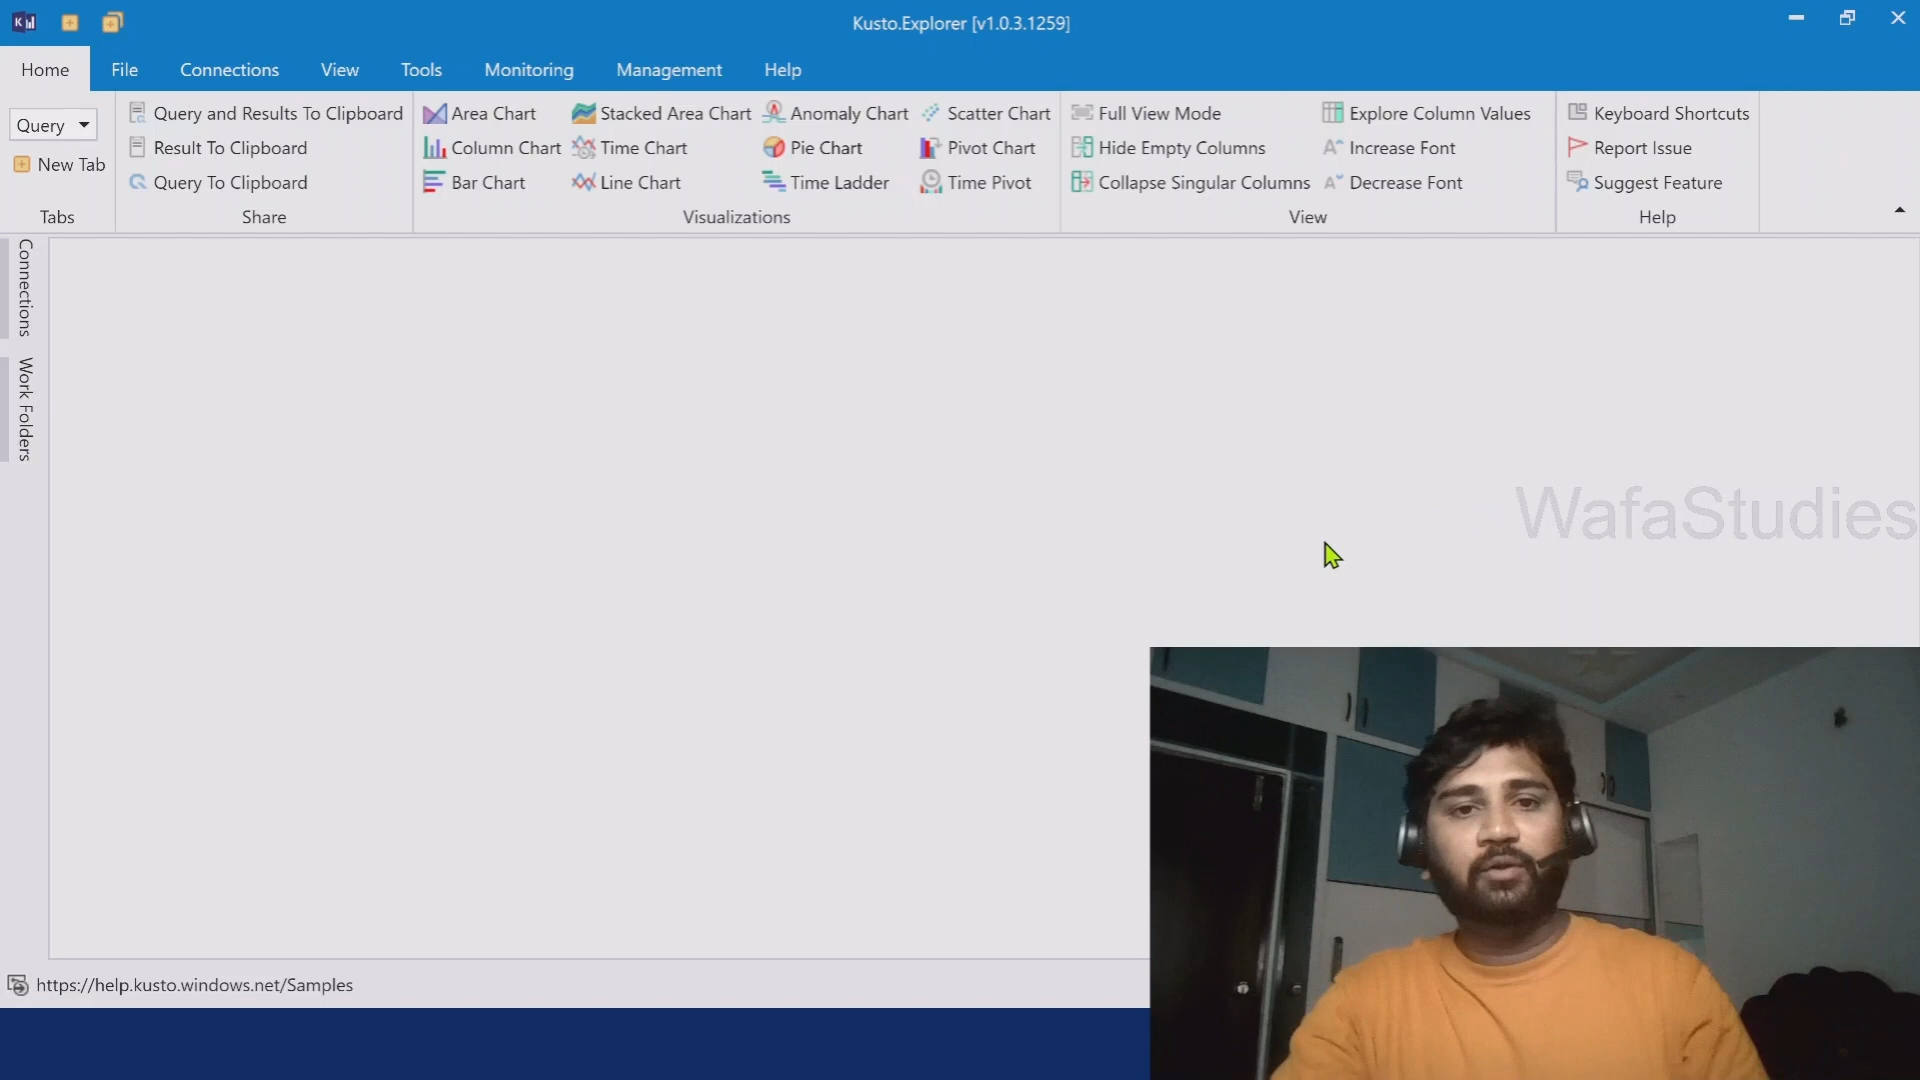 Kusto.Explorer [v1.0.3.1259]
Home File Connections View Tools Monitoring Management Help
Query
New Tab
Tabs
Query and Results To Clipboard
Result To Clipboard
Query To Clipboard
Share
Area Chart Stacked Area Chart Anomaly Chart Scatter Chart
Column Chart Time Chart Pie Chart Pivot Chart
Bar Chart Line Chart Time Ladder Time Pivot
Visualizations
Full View Mode Explore Column Values
Hide Empty Columns Increase Font
Collapse Singular Columns Decrease Font
View
Keyboard Shortcuts
Report Issue
Suggest Feature
Help
Connections
Work Folders
WafaStudies
https://help.kusto.windows.net/Samples